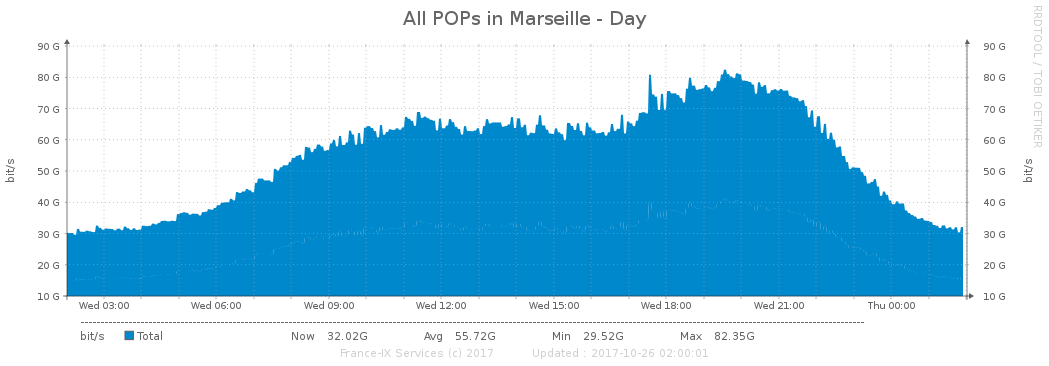 All POPs in Marseille - Day
RRDTOOL / TOBI OETIKER
90 G 90 G
80 G 80 G
70 G 70 G
60 G 60 G
50 G 50 G
40 G 40 G
30 G 30 G
20 G 20 G
10 G 10 G
bit/s
bit/s
Wed 03:00 Wed 06:00 Wed 09:00 Wed 12:00 Wed 15:00 Wed 18:00 Wed 21:00 Thu 00:00
bit/s Total Now 32.02G Avg 55.72G Min 29.52G Max 82.35G
France-IX Services (c) 2017 Updated : 2017-10-26 02:00:01